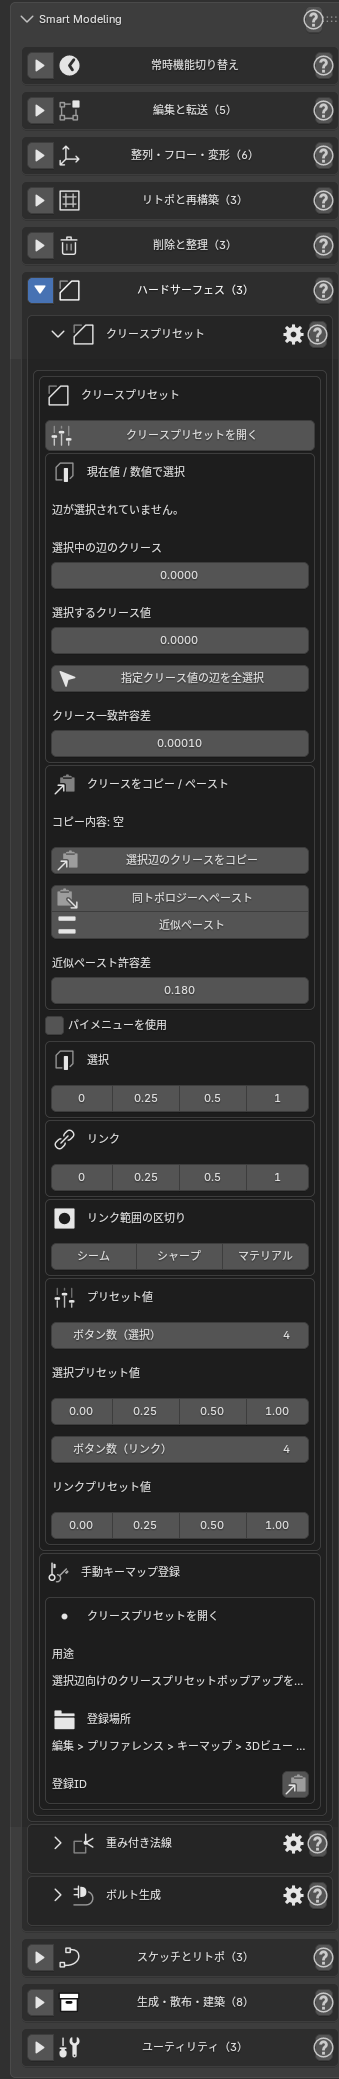 Smart Modeling
常時機能切り替え
編集と転送（5）
整列・フロー・変形（6）
リトポと再構築（3）
削除と整理（3）
ハードサーフェス（3）
クリースプリセット
クリースプリセット
クリースプリセットを開く
現在値 / 数値で選択
辺が選択されていません。
選択中の辺のクリース
0.0000
選択するクリース値
0.0000
指定クリース値の辺を全選択
クリース一致許容差
0.00010
クリースをコピー / ペースト
コピー内容: 空
選択辺のクリースをコピー
同トポロジーへペースト
近似ペースト
近似ペースト許容差
0.180
パイメニューを使用
選択
0 0.25 0.5 1
リンク
0 0.25 0.5 1
リンク範囲の区切り
シーム シャープ マテリアル
プリセット値
ボタン数（選択） 4
選択プリセット値
0.00 0.25 0.50 1.00
ボタン数（リンク） 4
リンクプリセット値
0.00 0.25 0.50 1.00
手動キーマップ登録
クリースプリセットを開く
用途
選択辺向けのクリースプリセットポップアップを...
登録場所
編集 > プリファレンス > キーマップ > 3Dビュー ...
登録ID
重み付き法線
ボルト生成
スケッチとリトポ（3）
生成・散布・建築（8）
ユーティリティ（3）